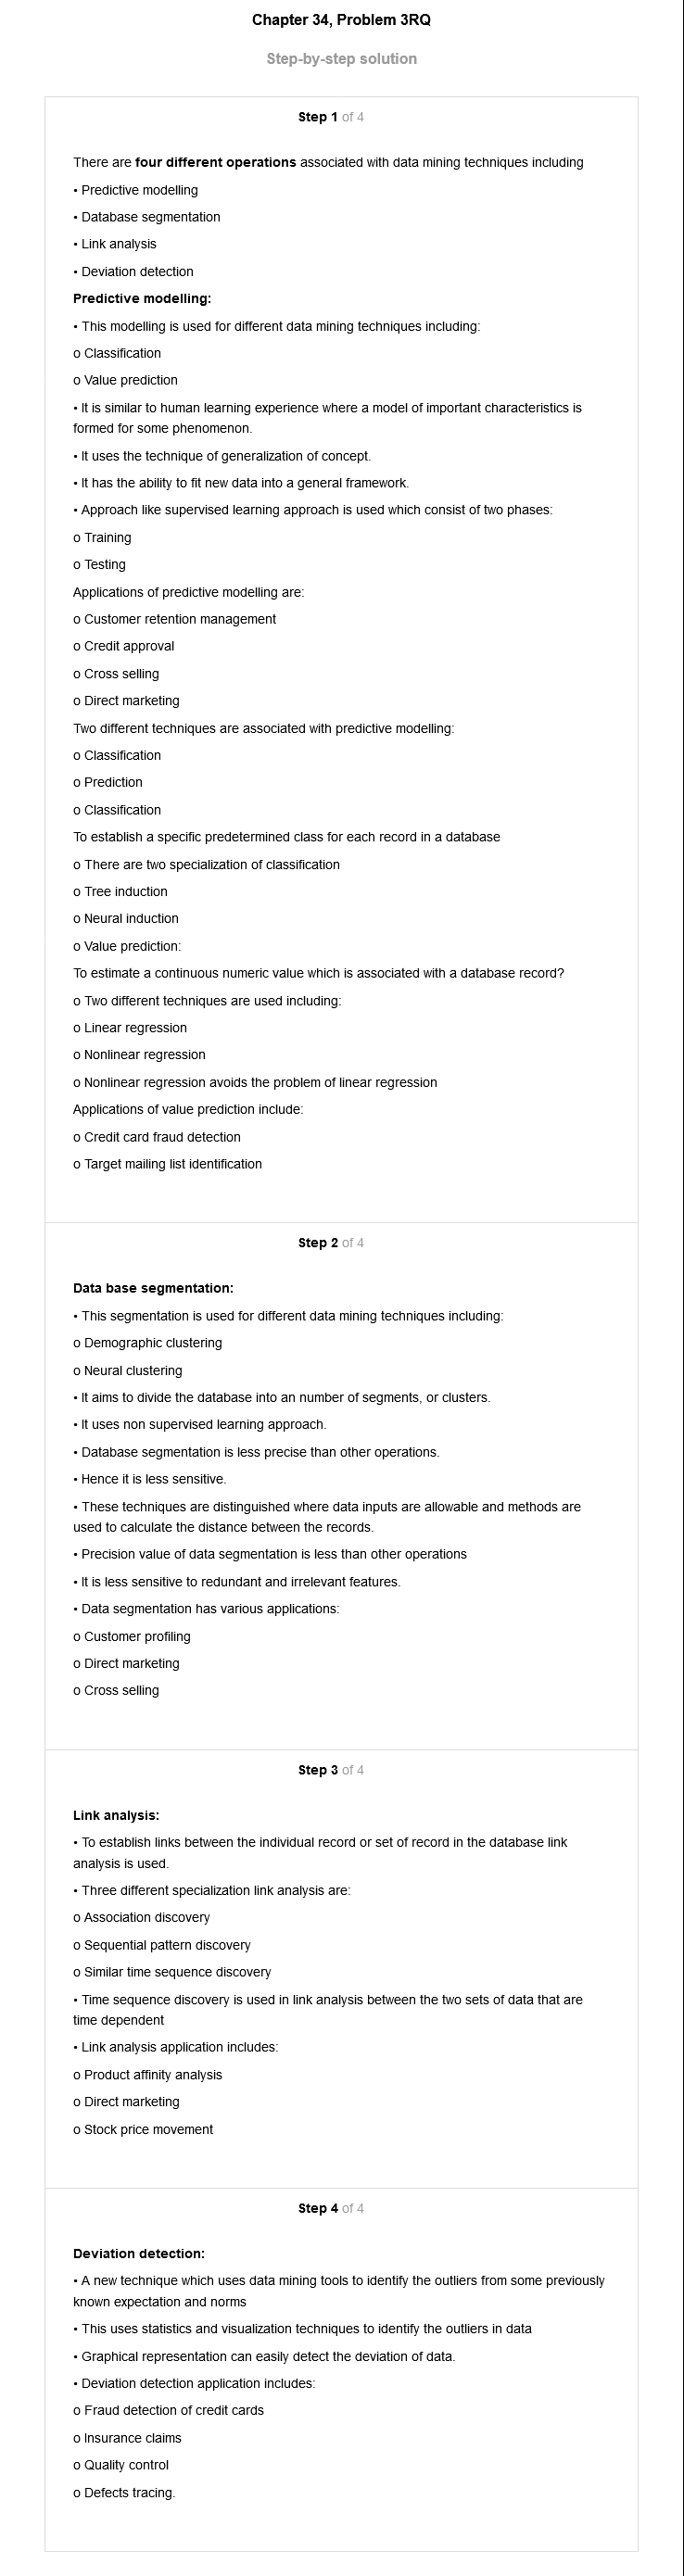 Chapter 34, Problem 3RQ
Step-by-step solution
Step 1 of 4
There are four different operations associated with data mining techniques including
• Predictive modelling
• Database segmentation
• Link analysis
• Deviation detection
Predictive modelling:
• This modelling is used for different data mining techniques including:
o Classification
o Value prediction
• It is similar to human learning experience where a model of important characteristics is
formed for some phenomenon.
• It uses the technique of generalization of concept.
• It has the ability to fit new data into a general framework.
• Approach like supervised learning approach is used which consist of two phases:
o Training
o Testing
Applications of predictive modelling are:
o Customer retention management
o Credit approval
o Cross selling
o Direct marketing
Two different techniques are associated with predictive modelling:
o Classification
o Prediction
o Classification
To establish a specific predetermined class for each record in a database
o There are two specialization of classification
o Tree induction
o Neural induction
o Value prediction:
To estimate a continuous numeric value which is associated with a database record?
o Two different techniques are used including:
o Linear regression
o Nonlinear regression
o Nonlinear regression avoids the problem of linear regression
Applications of value prediction include:
o Credit card fraud detection
o Target mailing list identification
Step 2 of 4
Data base segmentation:
• This segmentation is used for different data mining techniques including:
o Demographic clustering
o Neural clustering
• It aims to divide the database into an number of segments, or clusters.
• It uses non supervised learning approach.
• Database segmentation is less precise than other operations.
• Hence it is less sensitive.
• These techniques are distinguished where data inputs are allowable and methods are
used to calculate the distance between the records.
• Precision value of data segmentation is less than other operations
• It is less sensitive to redundant and irrelevant features.
• Data segmentation has various applications:
o Customer profiling
o Direct marketing
o Cross selling
Step 3 of 4
Link analysis:
• To establish links between the individual record or set of record in the database link
analysis is used.
• Three different specialization link analysis are:
o Association discovery
o Sequential pattern discovery
o Similar time sequence discovery
• Time sequence discovery is used in link analysis between the two sets of data that are
time dependent
• Link analysis application includes:
o Product affinity analysis
o Direct marketing
o Stock price movement
Step 4 of 4
Deviation detection:
• A new technique which uses data mining tools to identify the outliers from some previously
known expectation and norms
• This uses statistics and visualization techniques to identify the outliers in data
• Graphical representation can easily detect the deviation of data.
• Deviation detection application includes:
o Fraud detection of credit cards
o Insurance claims
o Quality control
o Defects tracing.